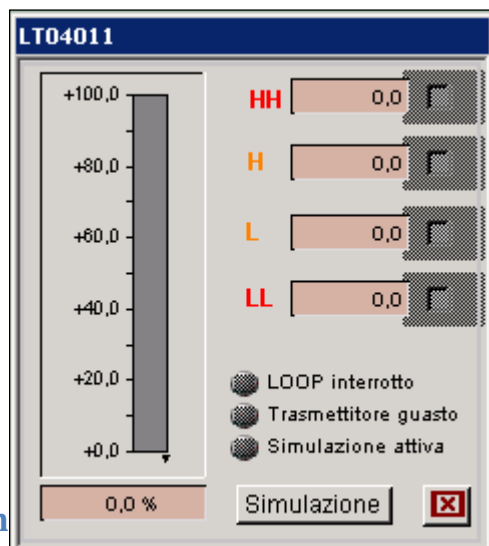 LT04011
+100,0
+80,0
+60,0
+40,0
+20,0
+0,0
0,0 %
HH 0,0
H 0,0
L 0,0
LL 0,0
LOOP interrotto
Trasmettitore guasto
Simulazione attiva
Simulazione